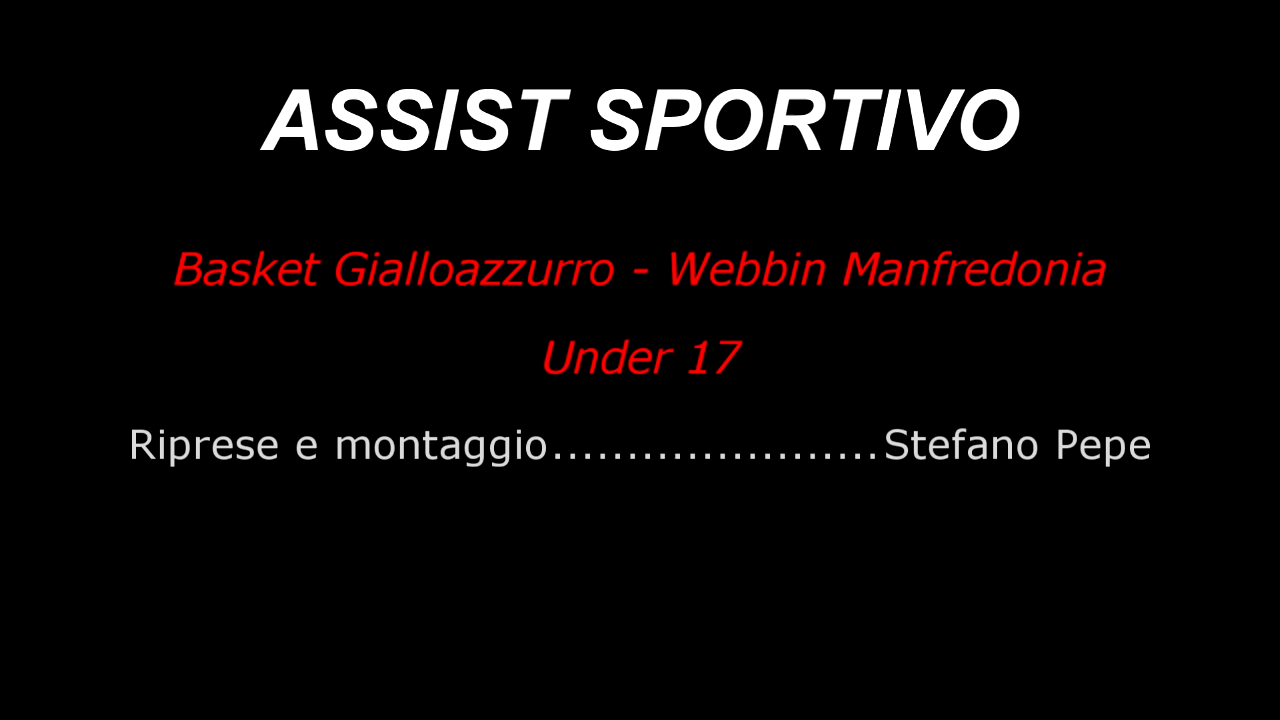 ASSIST SPORTIVO
Basket Gialloazzurro - Webbin Manfredonia
Under 17
Riprese e montaggio......................Stefano Pepe